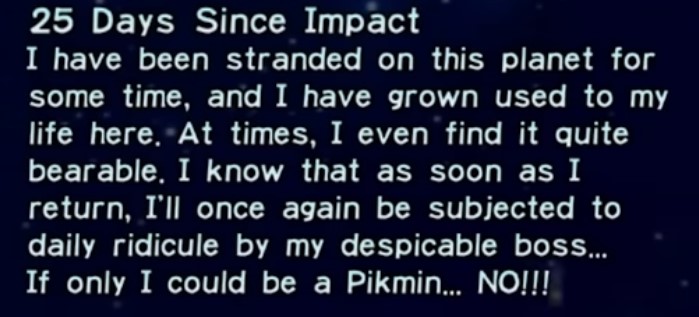 25 Days Since Impact
I have been stranded on this planet for
some time, and I have grown used to my
life here. At times, I even find it quite
bearable. I know that as soon as I
return, I'll once again be subjected to
daily ridicule by my despicable boss...
If only I could be a Pikmin... NO!!!